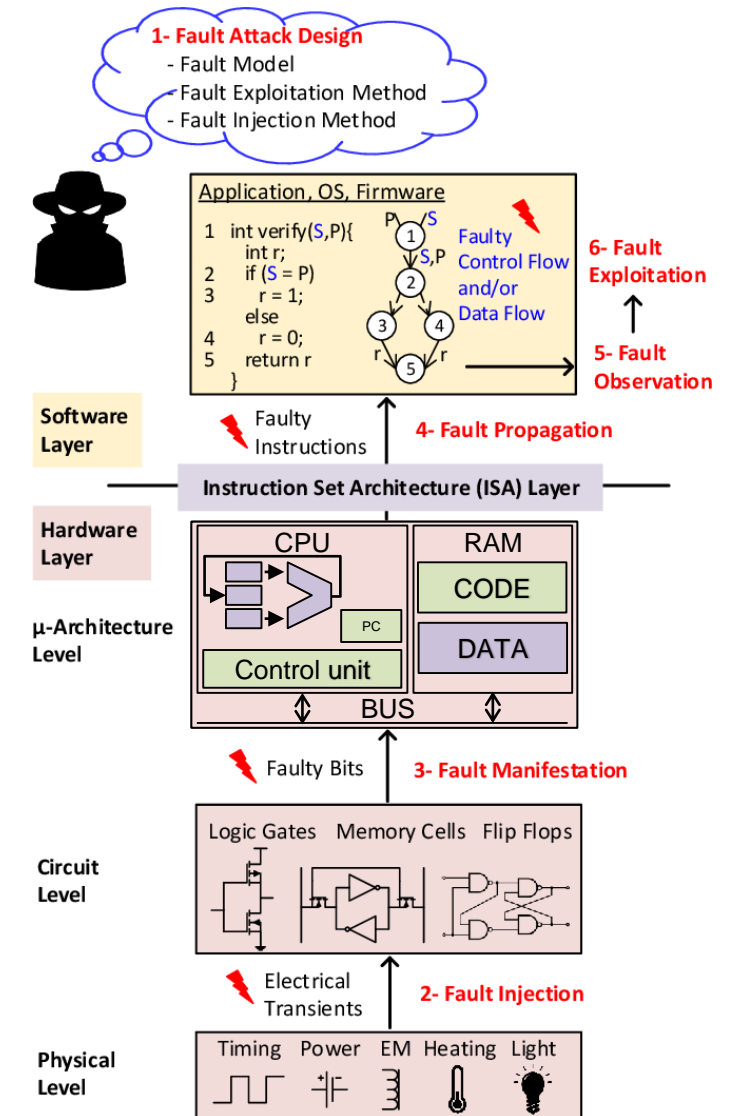 1- Fault Attack Design
- Fault Model
- Fault Exploitation Method
- Fault Injection Method
Application, OS, Firmware
1 int verify(S,P){
int r;
2 if (S = P)
3 r = 1;
else
4 r = 0;
5 return r
}
P S
1
S,P
2
3 4
r r
5
Faulty
Control Flow
and/or
Data Flow
6- Fault
Exploitation
5- Fault
Observation
Software
Layer
Faulty
Instructions
4- Fault Propagation
Instruction Set Architecture (ISA) Layer
Hardware
Layer
CPU
RAM
CODE
PC
DATA
Control unit
BUS
μ-Architecture
Level
Faulty Bits
3- Fault Manifestation
Logic Gates Memory Cells Flip Flops
Circuit
Level
Electrical
Transients
2- Fault Injection
Timing Power EM Heating Light
+ -
Physical
Level